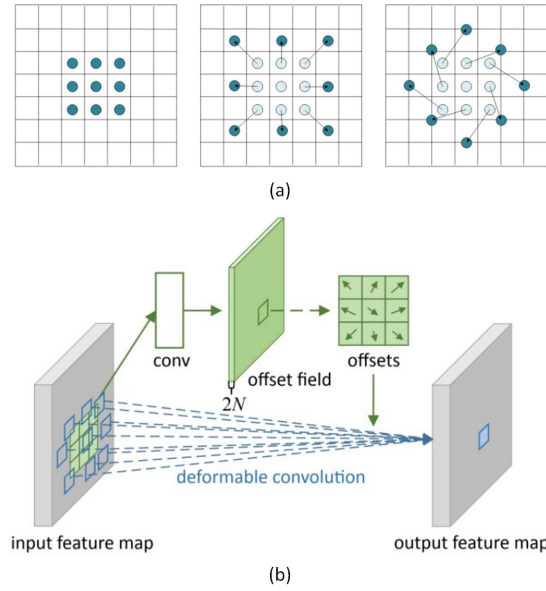 (a)
conv
offset field
offsets
2N
deformable convolution
input feature map
output feature map
(b)